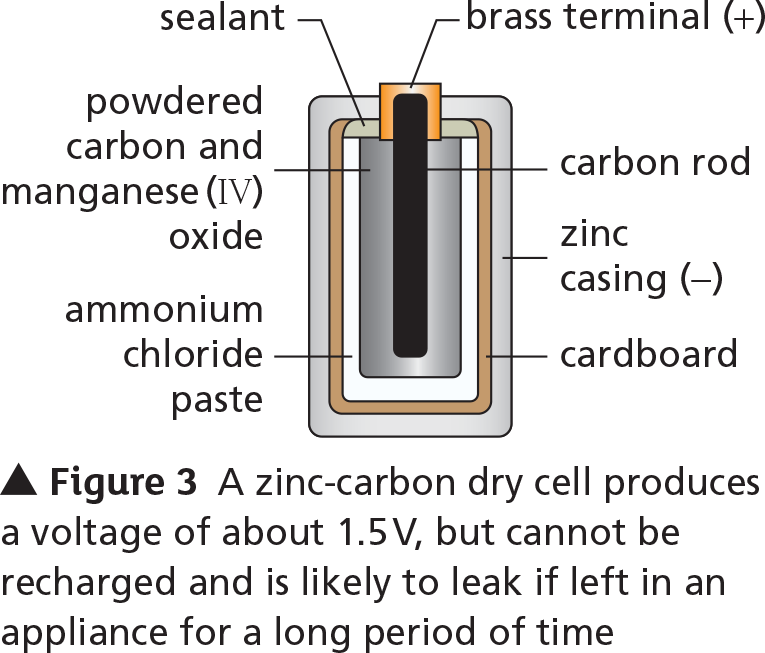 sealant
brass terminal (+)
powdered
carbon and
manganese (IV)
oxide
carbon rod
zinc
casing (–)
ammonium
chloride
paste
cardboard
▲ Figure 3 A zinc-carbon dry cell produces
a voltage of about 1.5 V, but cannot be
recharged and is likely to leak if left in an
appliance for a long period of time